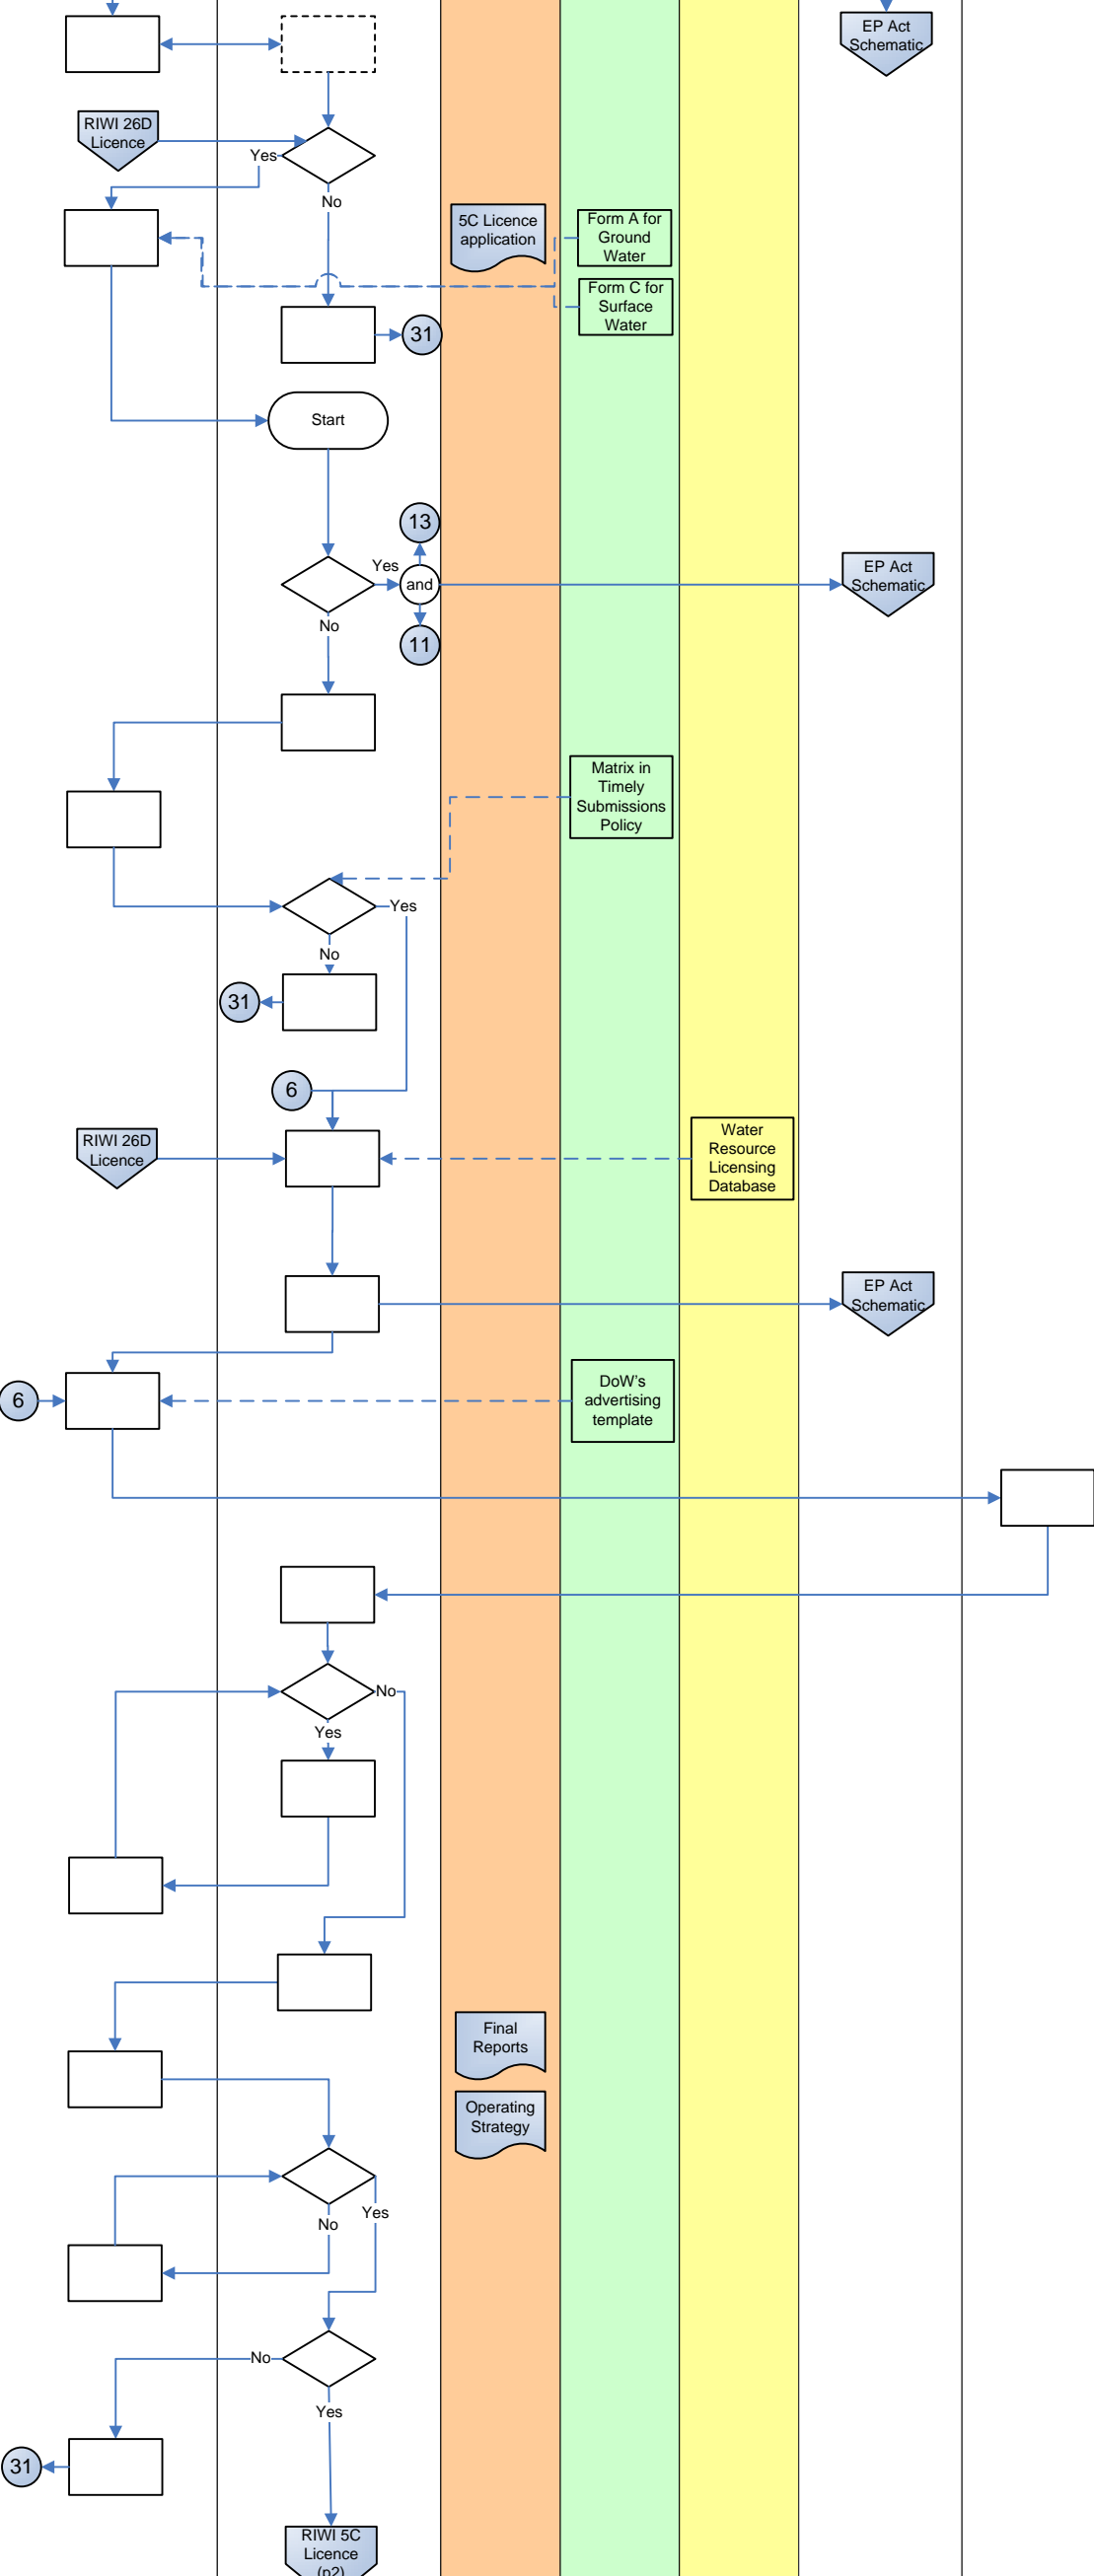 EP Act
Schematic
RIWI 26D
Licence
Yes
No
5C Licence
application
Form A for
Ground
Water
Form C for
Surface
Water
31
Start
13
Yes
and
EP Act
Schematic
No
11
Matrix in
Timely
Submissions
Policy
Yes
No
31
6
RIWI 26D
Licence
Water
Resource
Licensing
Database
EP Act
Schematic
6
DoW's
advertising
template
No
Yes
Final
Reports
Operating
Strategy
Yes
No
No
Yes
31
RIWI 5C
Licence
(p2)